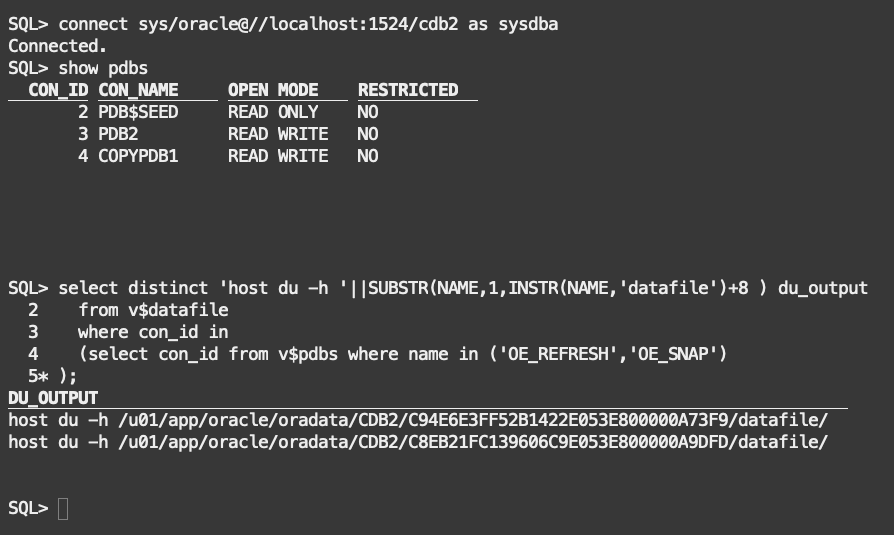 SQL> connect sys/oracle@//localhost:1524/cdb2 as sysdba
Connected.
SQL> show pdbs
CON_ID CON_NAME OPEN MODE RESTRICTED
2 PDB$SEED READ ONLY NO
3 PDB2 READ WRITE NO
4 COPYPDB1 READ WRITE NO
SQL> select distinct 'host du -h '||SUBSTR(NAME,1,INSTR(NAME,'datafile')+8 ) du_output
2 from v$datafile
3 where con_id in
4 (select con_id from v$pdbs where name in ('OE_REFRESH','OE_SNAP')
5* );
DU_OUTPUT
host du -h /u01/app/oracle/oradata/CDB2/C94E6E3FF52B1422E053E800000A73F9/datafile/
host du -h /u01/app/oracle/oradata/CDB2/C8EB21FC139606C9E053E800000A9DFD/datafile/
SQL>